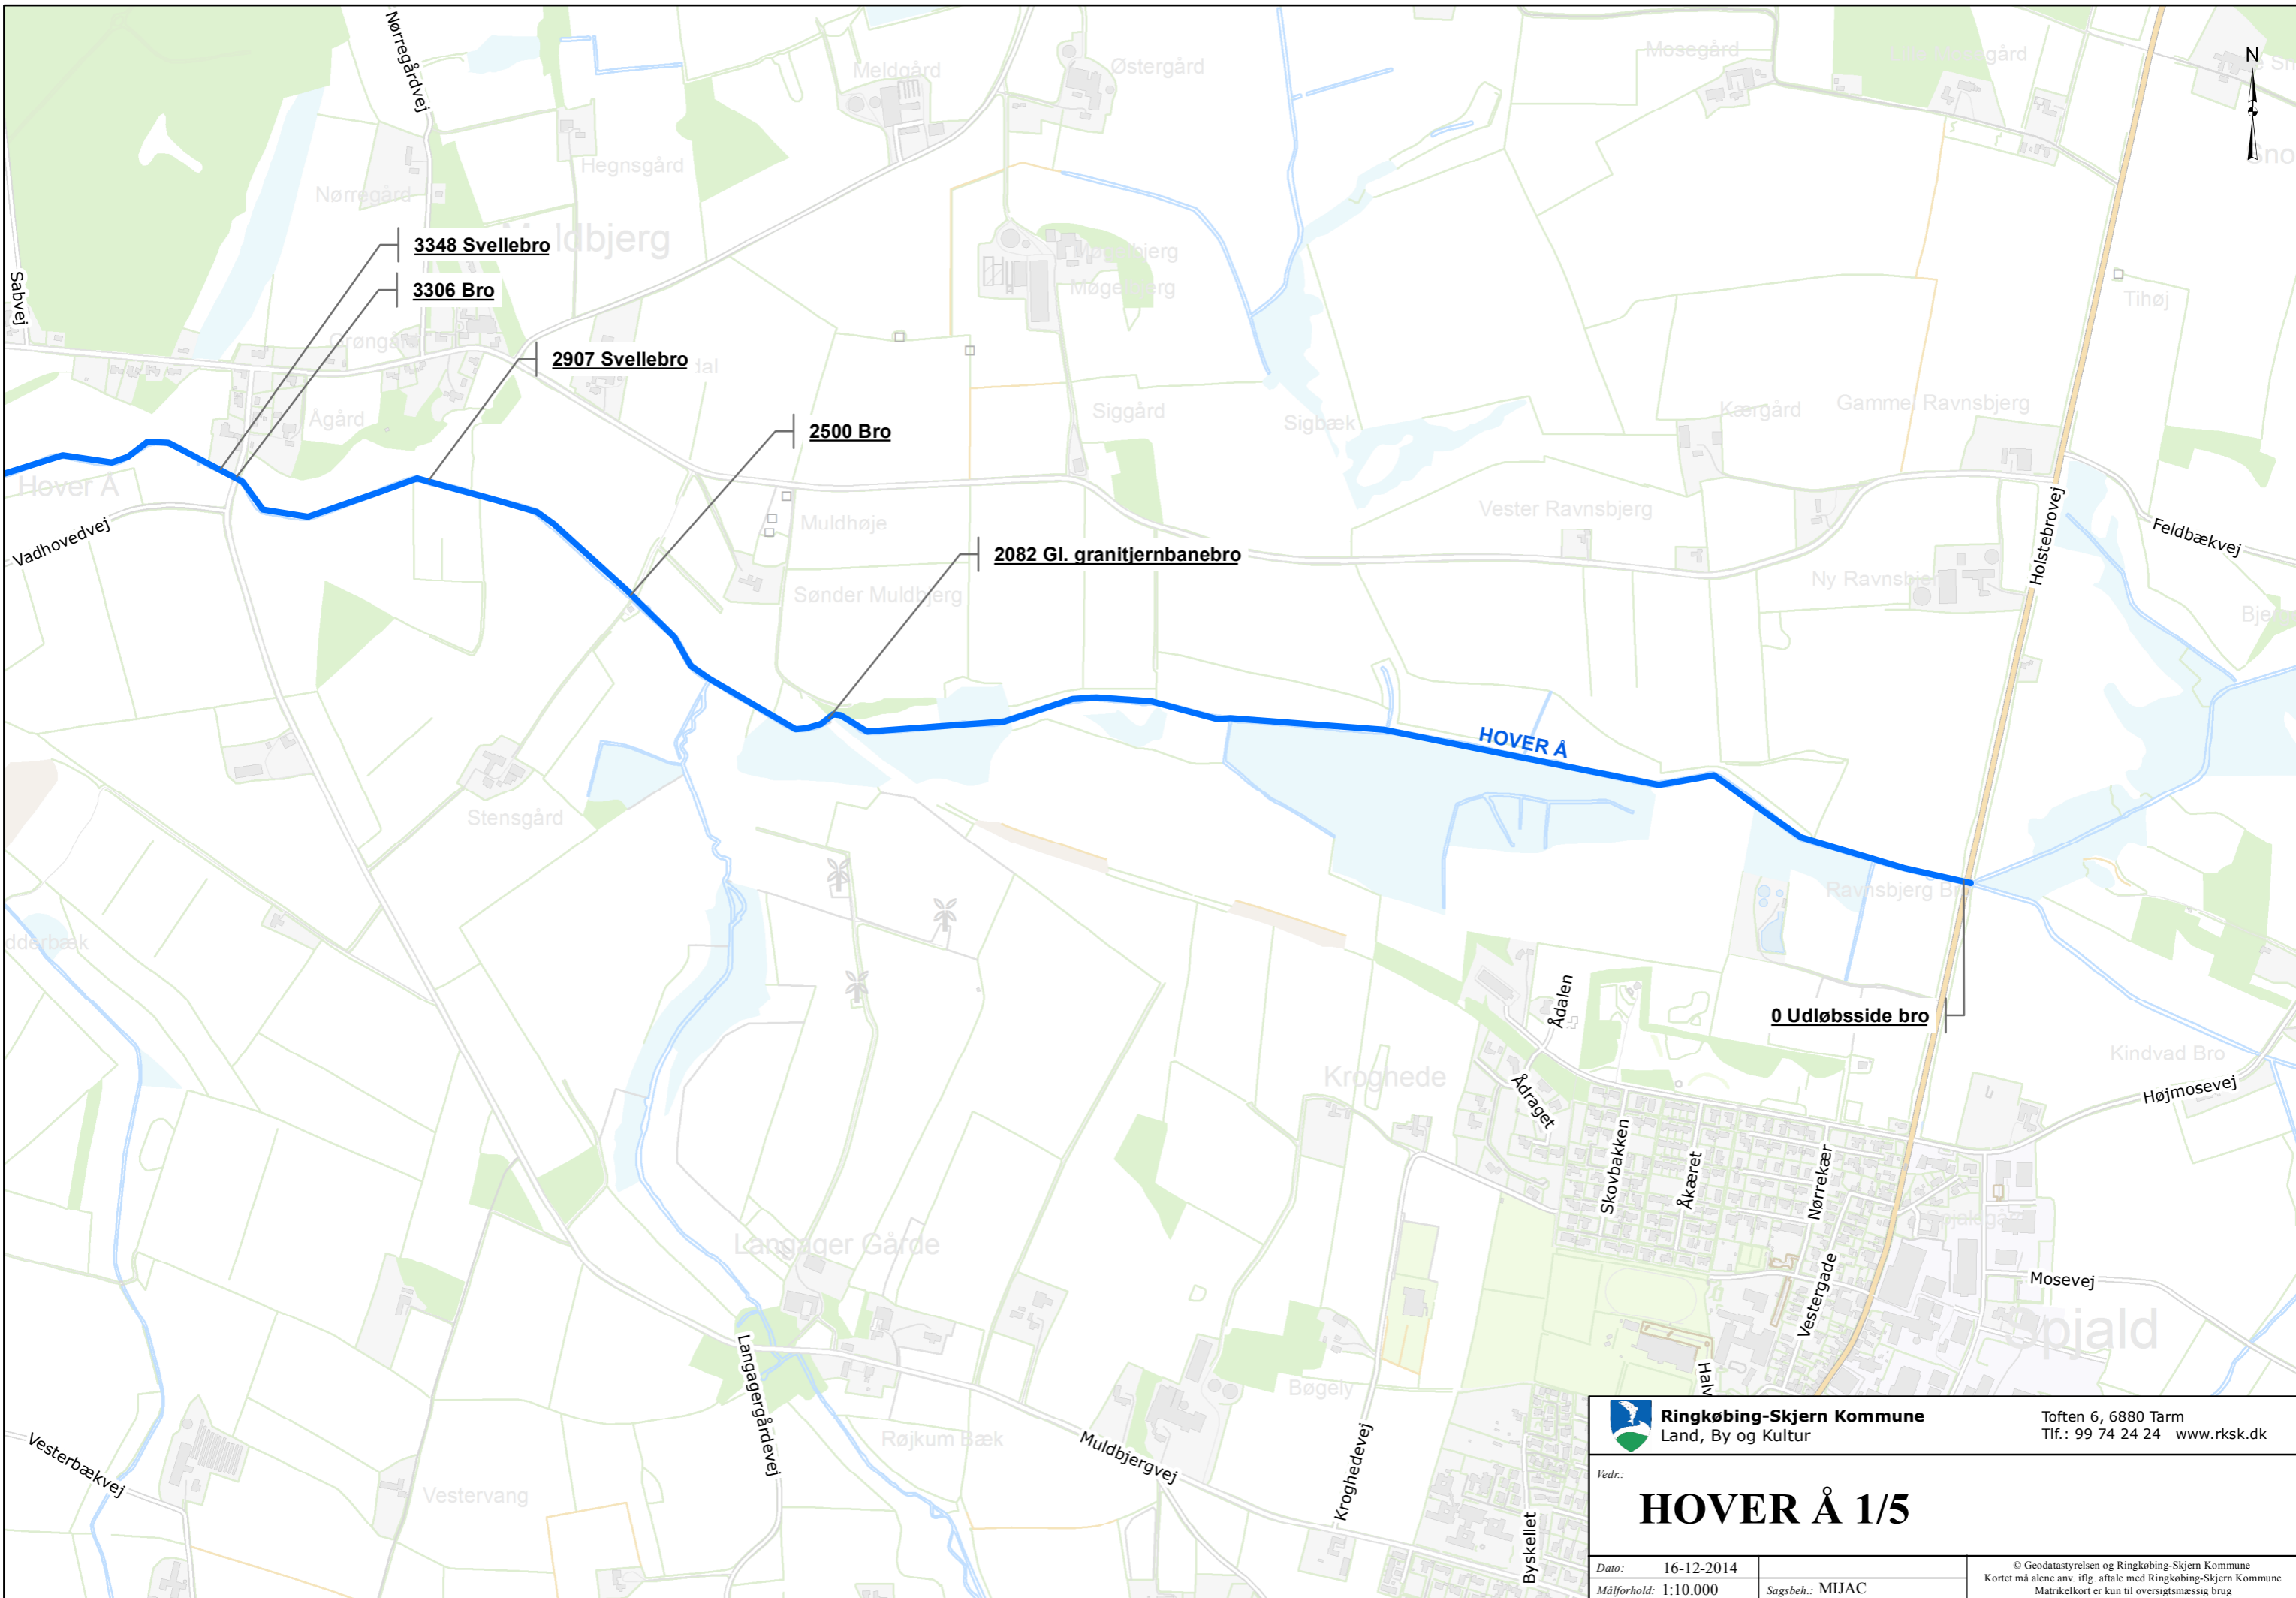 Nørregårdvej
Meldgård
Østergård
Mosegård
N
Hegnsgård
Nørregård
3348 Svellebro
3306 Bro
Sabvej
Tihøj
2907 Svellebro
Ågård
Siggård
Sigbæk
Kærgård
Gammel Ravnsbjerg
2500 Bro
Hover Å
Vadhovedvej
Muldhøje
Vester Ravnsbjerg
Holstebrovej
Feldbækvej
2082 Gl. granitjernbanebro
Sønder Muldbjerg
HOVER Å
Stensgård
0 Udløbsside bro
Ådalen
Kindvad Bro
Kroghede
Ådraget
Højmosevej
Skovbakken
Åkæret
Nørrekær
Langager Gårde
Vestergade
Mosevej
Spjald
Langagergårdevej
Bøgely
Halv
Røjkum Bæk
Muldbjergvej
Kroghedevej
Vesterbækvej
Vestervang
Byskellet
Ringkøbing-Skjern Kommune
Land, By og Kultur
Toften 6, 6880 Tarm
Tlf.: 99 74 24 24 www.rksk.dk
Vedr.:
HOVER Å 1/5
Dato: 16-12-2014
Målforhold: 1:10.000
Sagsbeh.: MIJAC
© Geodatastyrelsen og Ringkøbing-Skjern Kommune
Kortet må alene anv. iflg. aftale med Ringkøbing-Skjern Kommune
Matrikelkort er kun til oversigtsmæssig brug